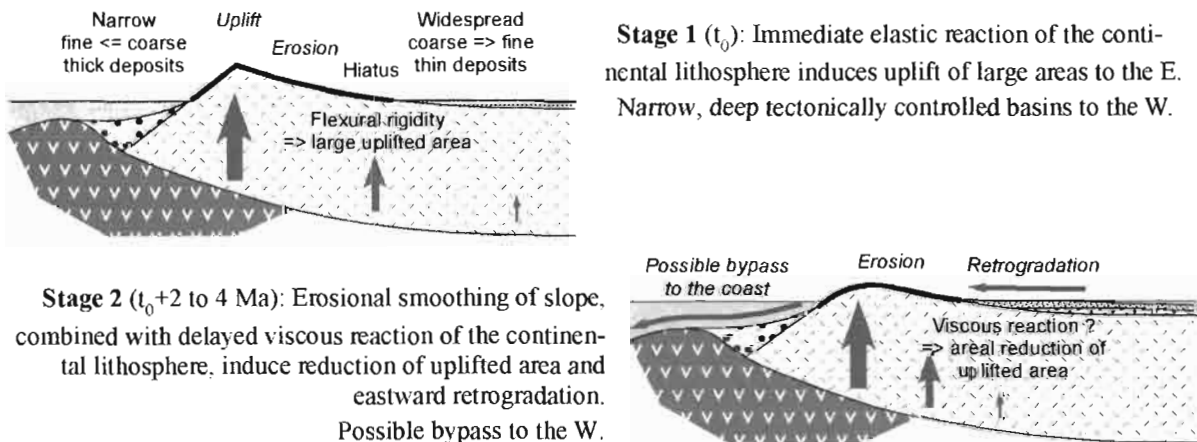 Narrow
fine <= coarse
thick deposits
Uplift
Erosion
Hiatus
Widespread
coarse => fine
thin deposits
Flexural rigidity
=> large uplifted area
Stage 1 (t0): Immediate elastic reaction of the conti-
nental lithosphere induces uplift of large areas to the E.
Narrow, deep tectonically controlled basins to the W.
Stage 2 (t0+2 to 4 Ma): Erosional smoothing of slope,
combined with delayed viscous reaction of the continen-
tal lithosphere, induce reduction of uplifted area and
eastward retrogradation.
Possible bypass to the W.
Possible bypass
to the coast
Erosion
Retrogradation
Viscous reaction ?
=> areal reduction of
uplifted area